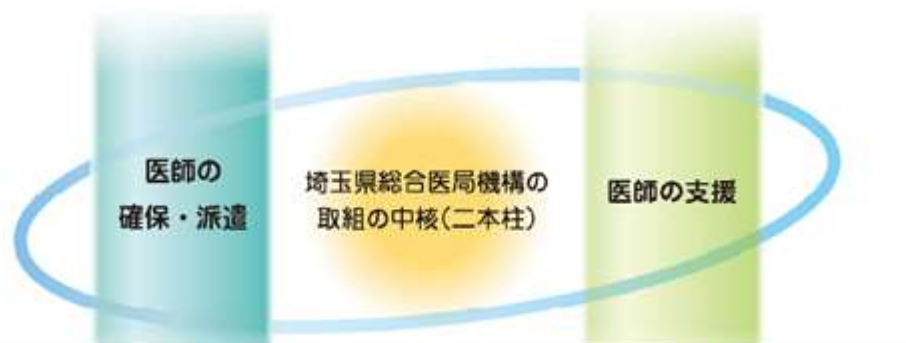 医師の
確保・派遣
埼玉県総合医局機構の
取組の中核(二本柱)
医師の支援